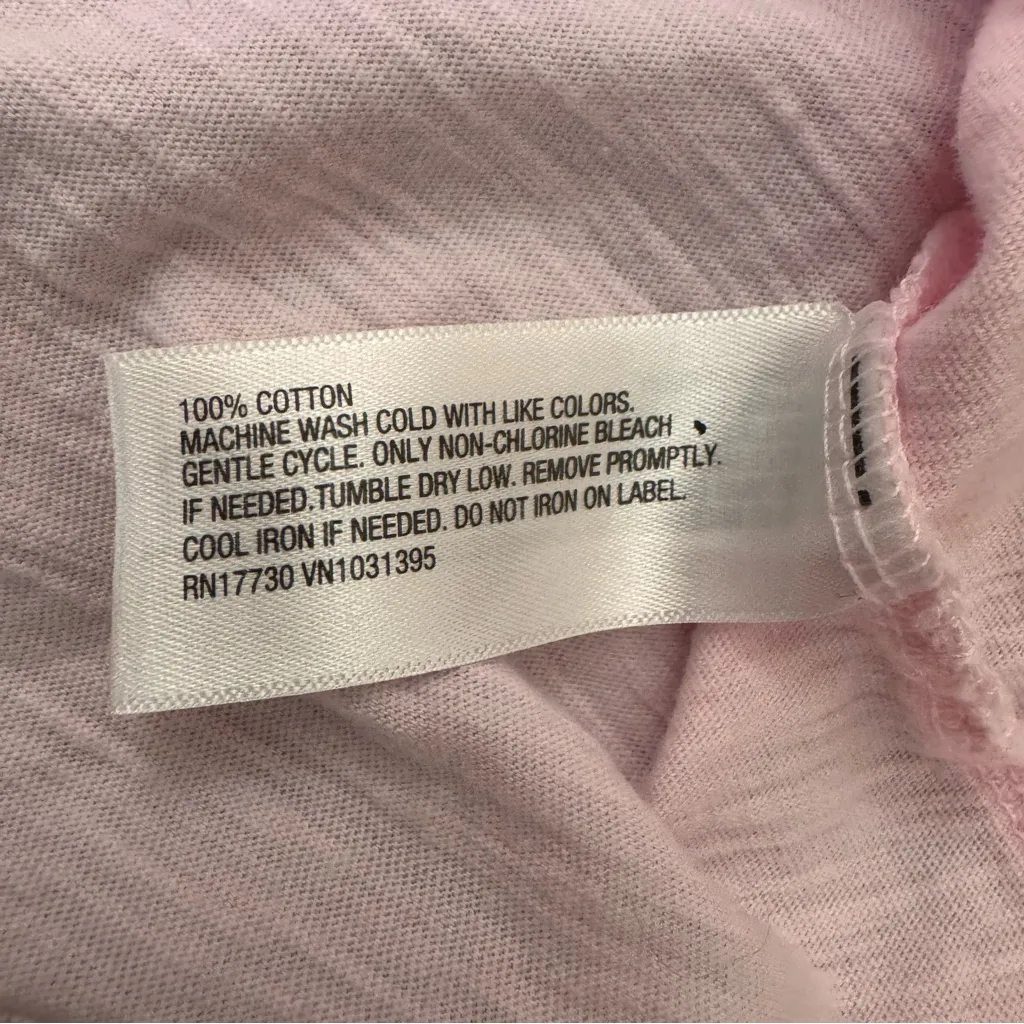 100% COTTON
MACHINE WASH COLD WITH LIKE COLORS.
GENTLE CYCLE. ONLY NON-CHLORINE BLEACH
IF NEEDED.TUMBLE DRY LOW. REMOVE PROMPTLY.
COOL IRON IF NEEDED. DO NOT IRON ON LABEL.
RN17730 VN1031395